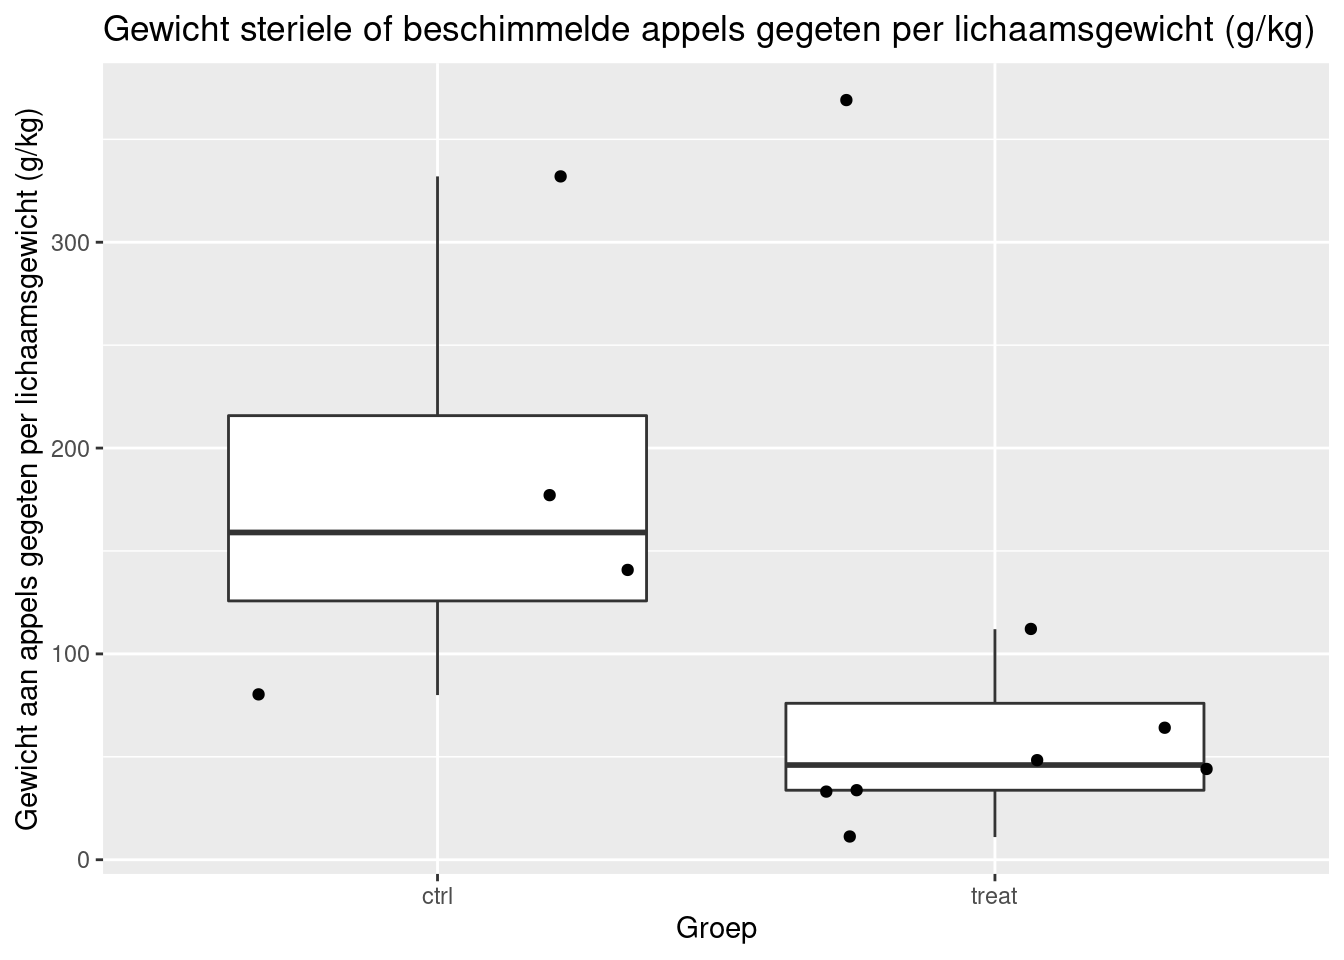 Gewicht steriele of beschimmelde appels gegeten per lichaamsgewicht (g/kg)
Gewicht aan appels gegeten per lichaamsgewicht (g/kg)
300
200
100
0
ctrl
treat
Groep